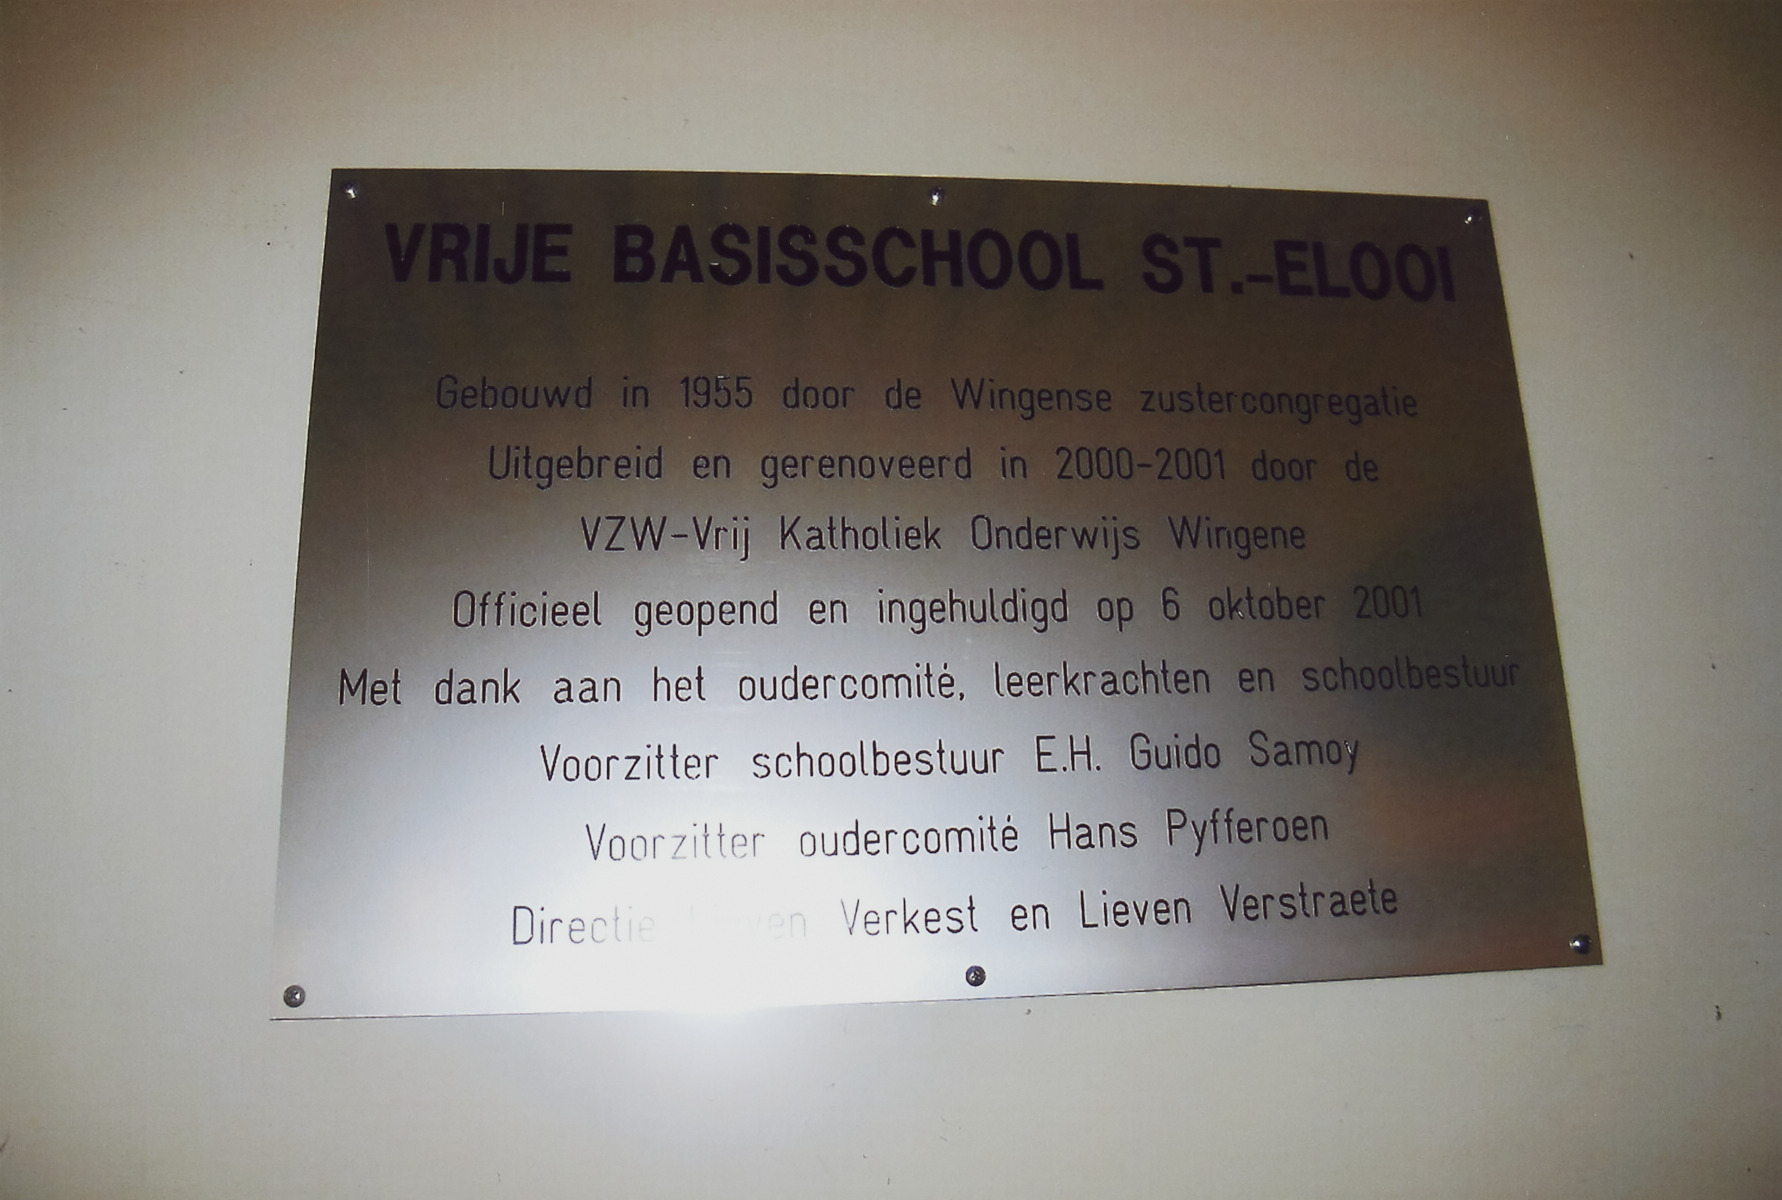 VRIJE BASISSCHOOL ST.-ELOOI
Gebouwd in 1955 door de Wingense zustercongregatie
Uitgebreid en gerenoveerd in 2000-2001 door de
VZW-Vrij Katholiek Onderwijs Wingene
Officieel geopend en ingehuldigd op 6 oktober 2001
Met dank aan het oudercomité, leerkrachten en schoolbestuur
Voorzitter schoolbestuur E.H. Guido Samoy
Voorzitter oudercomité Hans Pyfferoen
Directie Verkest en Lieven Verstraete